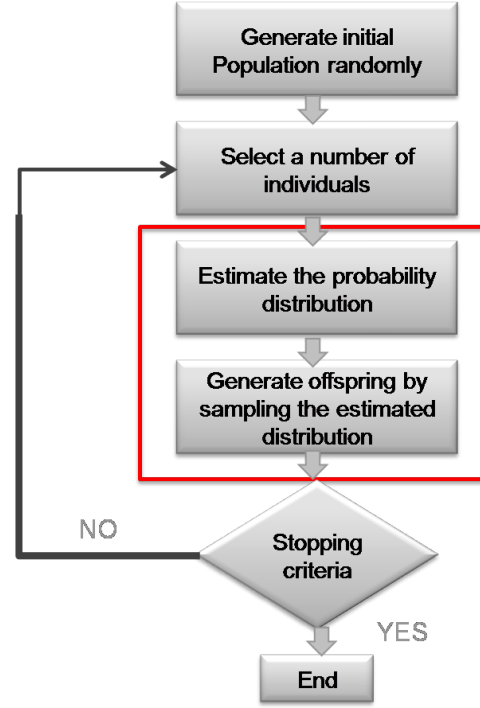 Generate initial
Population randomly
Select a number of
individuals
Estimate the probability
distribution
Generate offspring by
sampling the estimated
distribution
Stopping
criteria
NO
YES
End